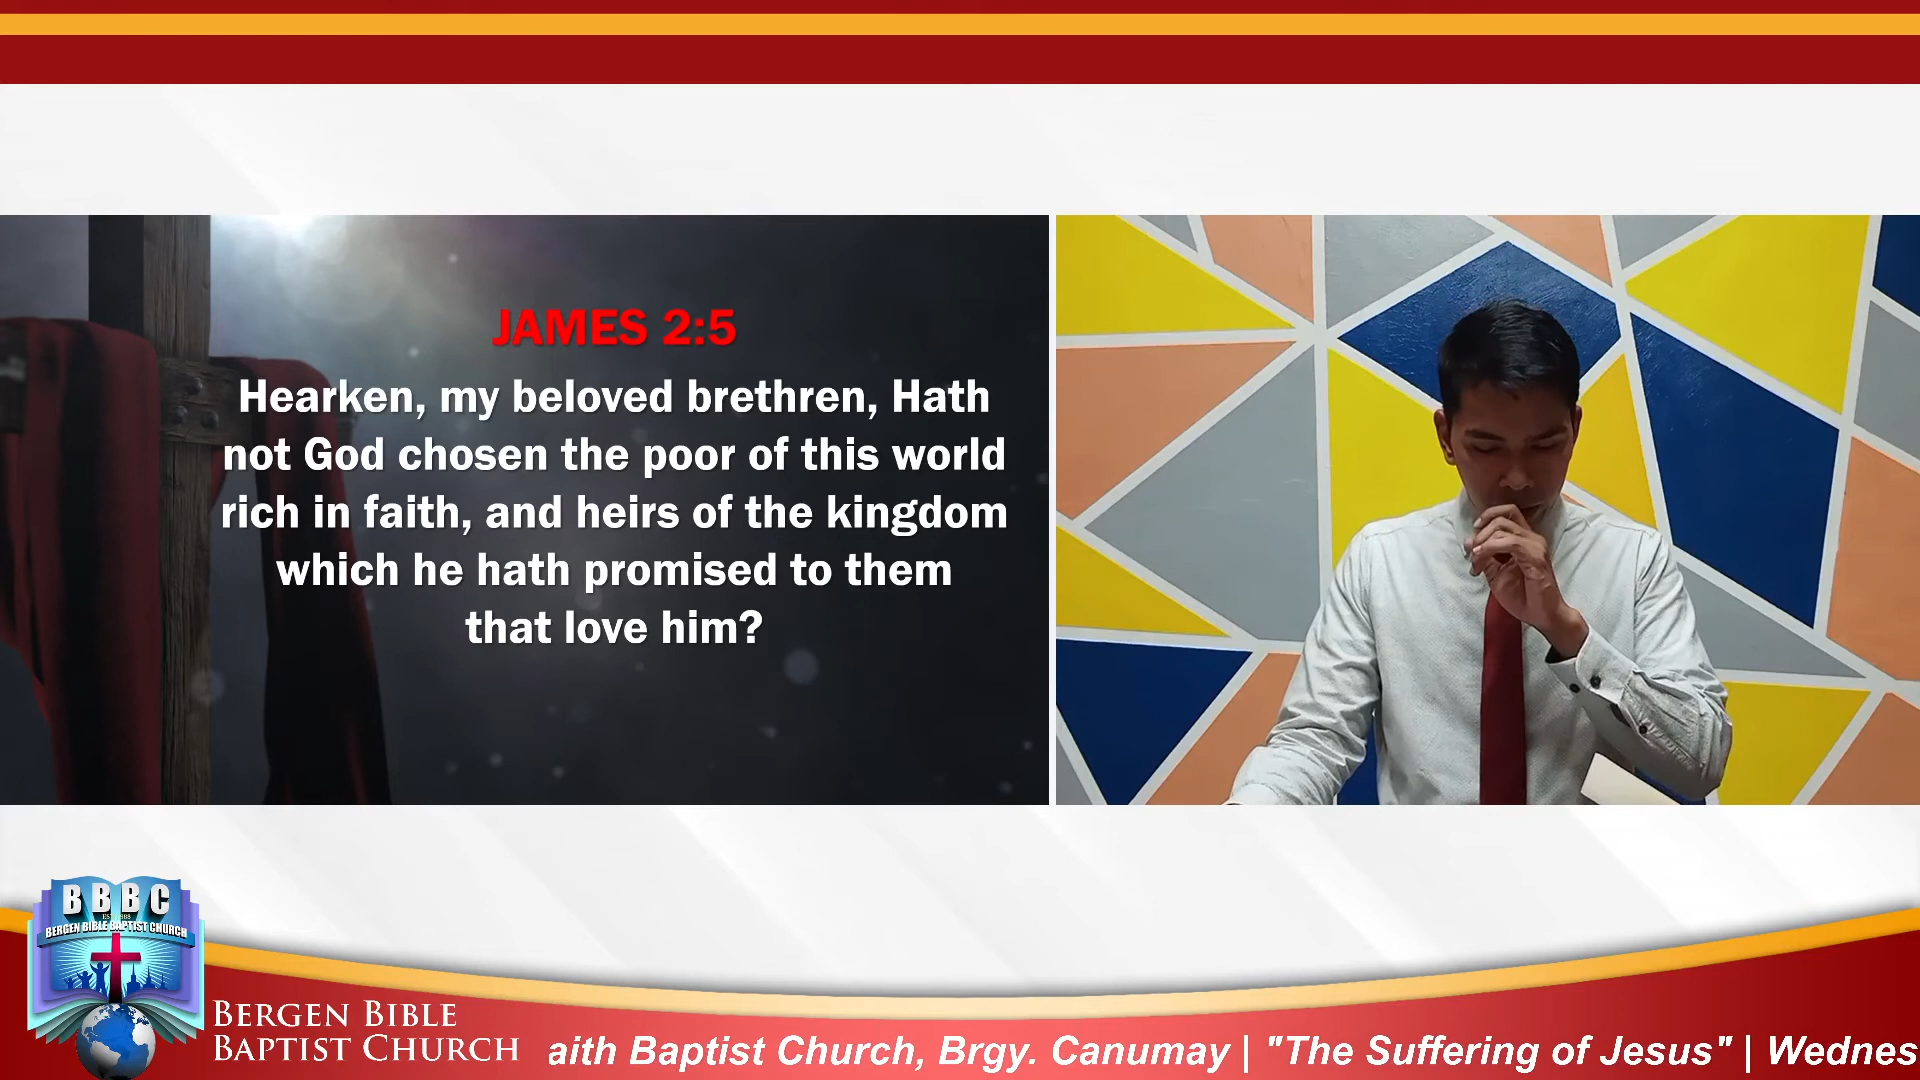 JAMES 2:5
Hearken, my beloved brethren, Hath
not God chosen the poor of this world
rich in faith, and heirs of the kingdom
which he hath promised to them
that love him?
B B B C
BERGEN BIBLE BAPTIST CHURCH
BERGEN BIBLE
BAPTIST CHURCH
aith Baptist Church, Brgy. Canumay | "The Suffering of Jesus" | Wednes